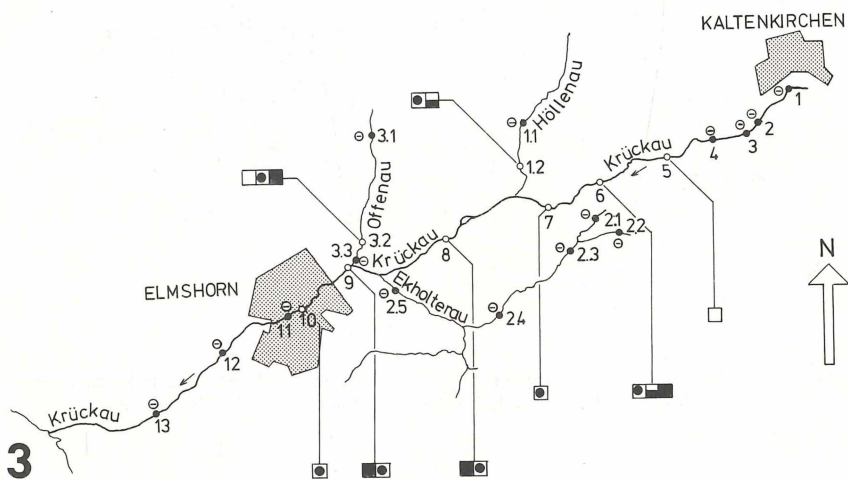 KALTENKIRCHEN
1
2
3
4
Krückau
5
6
7
Höllenau
1.1
1.2
2.1
2.2
2.3
2.4
2.5
Ekholterau
Krückau
8
Offenau
3.1
3.2
3.3
9
ELMSHORN
10
11
12
13
Krückau
N
3